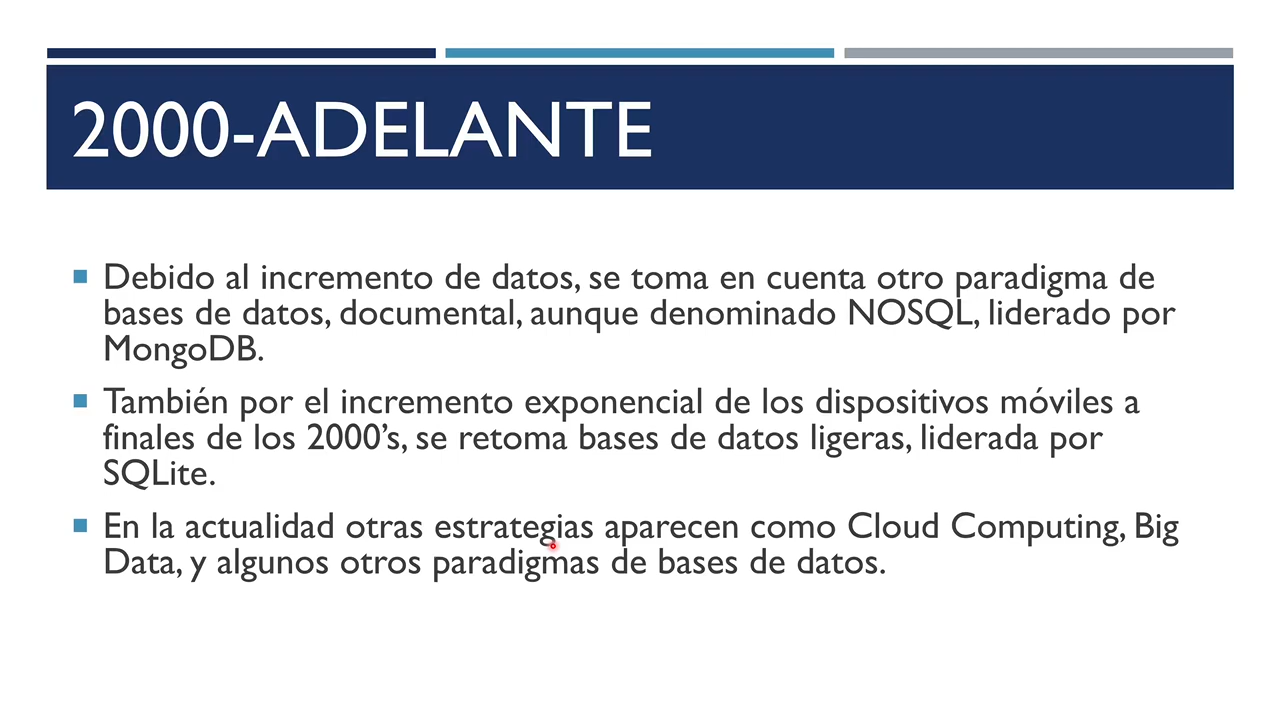 2000-ADELANTE
Debido al incremento de datos, se toma en cuenta otro paradigma de
bases de datos, documental, aunque denominado NOSQL, liderado por
MongoDB.
También por el incremento exponencial de los dispositivos móviles a
finales de los 2000’s, se retoma bases de datos ligeras, liderada por
SQLite.
En la actualidad otras estrategias aparecen como Cloud Computing, Big
Data, y algunos otros paradigmas de bases de datos.